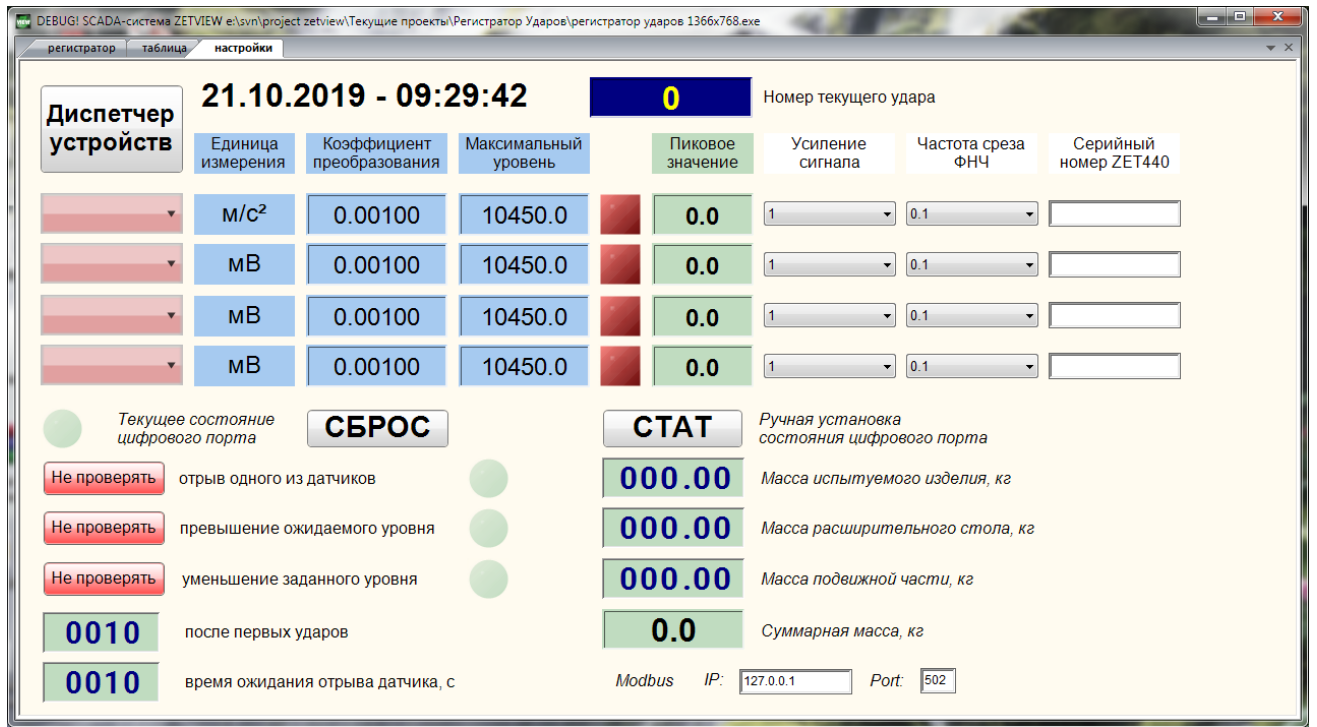 DEBUG! SCADA-система ZETVIEW e:\svn\project zetview\Текущие проекты\Регистратор Ударов\регистратор ударов 1366x768.exe
регистратор таблица настройки
Диспетчер
устройств
21.10.2019 - 09:29:42
0
Номер текущего удара
Единица
измерения
Коэффициент
преобразования
Максимальный
уровень
Пиковое
значение
Усиление
сигнала
Частота среза
ФНЧ
Серийный
номер ZET440
м/с² 0.00100 10450.0 0.0 1 0.1
мВ 0.00100 10450.0 0.0 1 0.1
мВ 0.00100 10450.0 0.0 1 0.1
мВ 0.00100 10450.0 0.0 1 0.1
Текущее состояние
цифрового порта
СБРОС
СТАТ
Ручная установка
состояния цифрового порта
Не проверять отрыв одного из датчиков
000.00 Масса испытуемого изделия, кг
Не проверять превышение ожидаемого уровня
000.00 Масса расширительного стола, кг
Не проверять уменьшение заданного уровня
000.00 Масса подвижной части, кг
0010 после первых ударов
0.0 Суммарная масса, кг
0010 время ожидания отрыва датчика, с
Modbus IP: 127.0.0.1 Port: 502